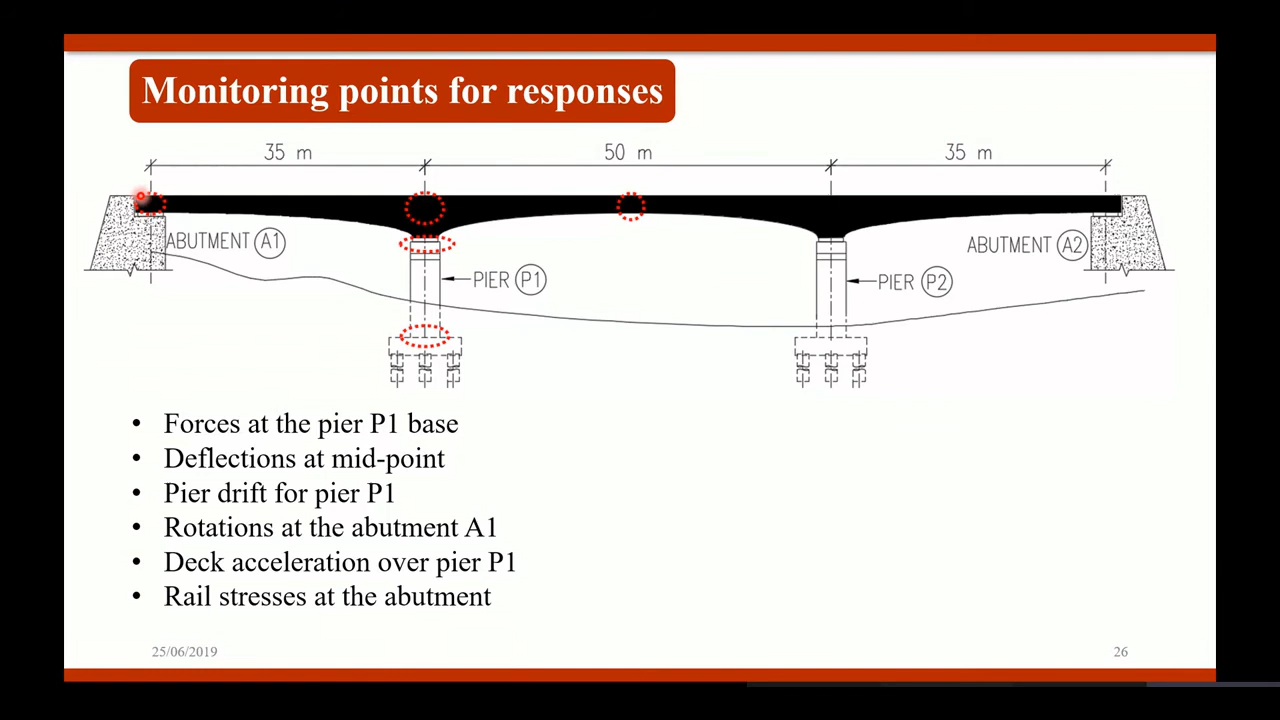 Monitoring points for responses
35 m 50 m 35 m
ABUTMENT A1
ABUTMENT A2
PIER P1
PIER P2
• Forces at the pier P1 base
• Deflections at mid-point
• Pier drift for pier P1
• Rotations at the abutment A1
• Deck acceleration over pier P1
• Rail stresses at the abutment
25/06/2019 26